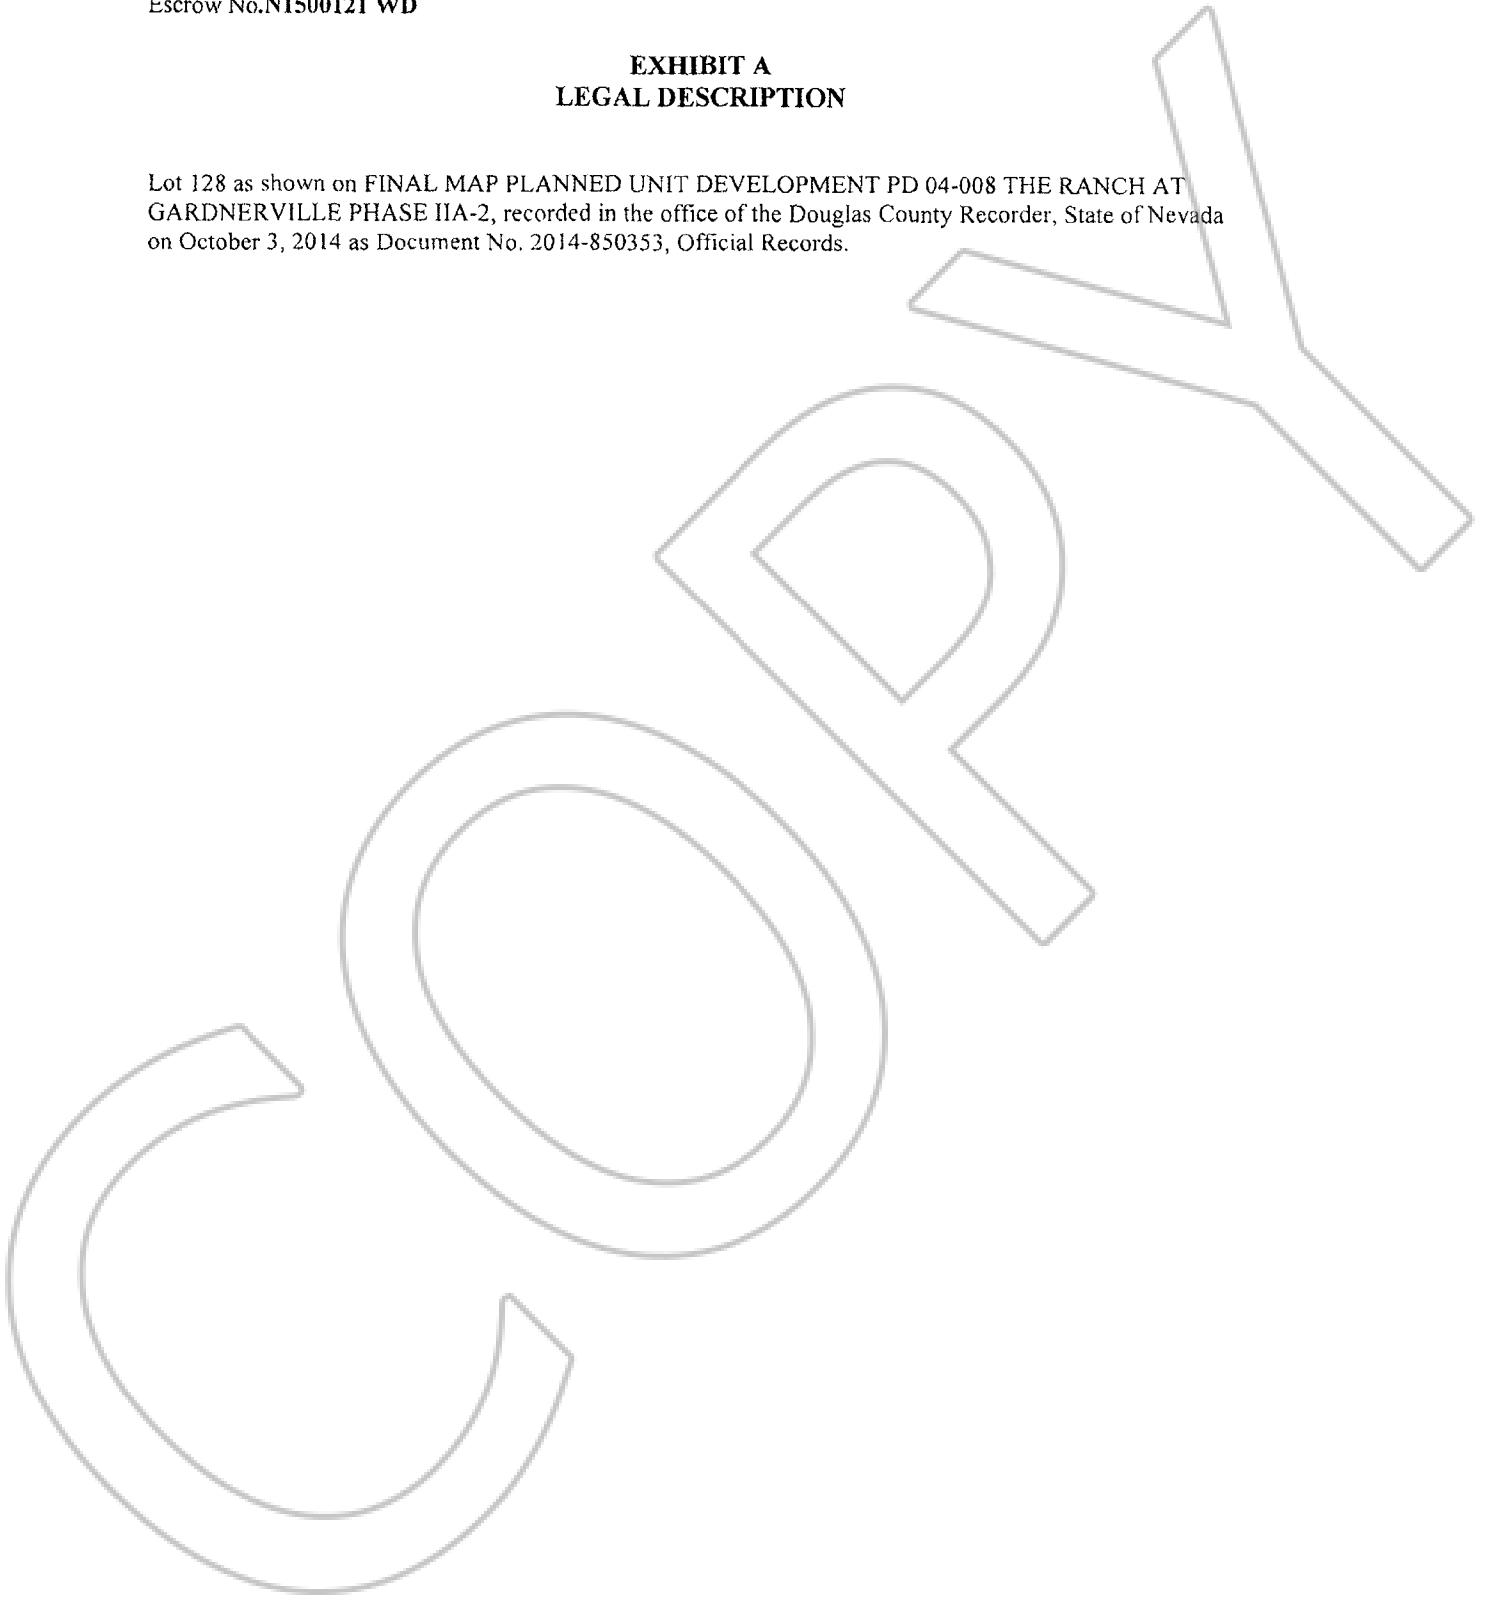 Escrow No.N1500121 WD
EXHIBIT A
LEGAL DESCRIPTION
Lot 128 as shown on FINAL MAP PLANNED UNIT DEVELOPMENT PD 04-008 THE RANCH AT
GARDNERVILLE PHASE IIA-2, recorded in the office of the Douglas County Recorder, State of Nevada
on October 3, 2014 as Document No. 2014-850353, Official Records.
COPY